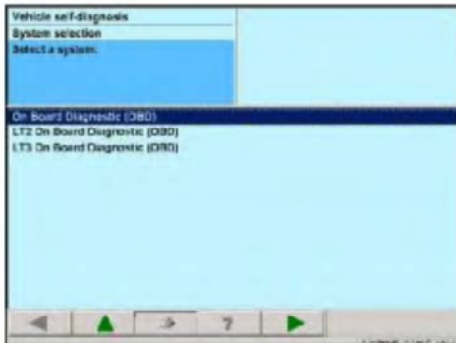 Vehicle self-diagnosis
System selection
Select a system.
On Board Diagnostic (OBD)
LT2 On Board Diagnostic (OBD)
LT3 On Board Diagnostic (OBD)
?